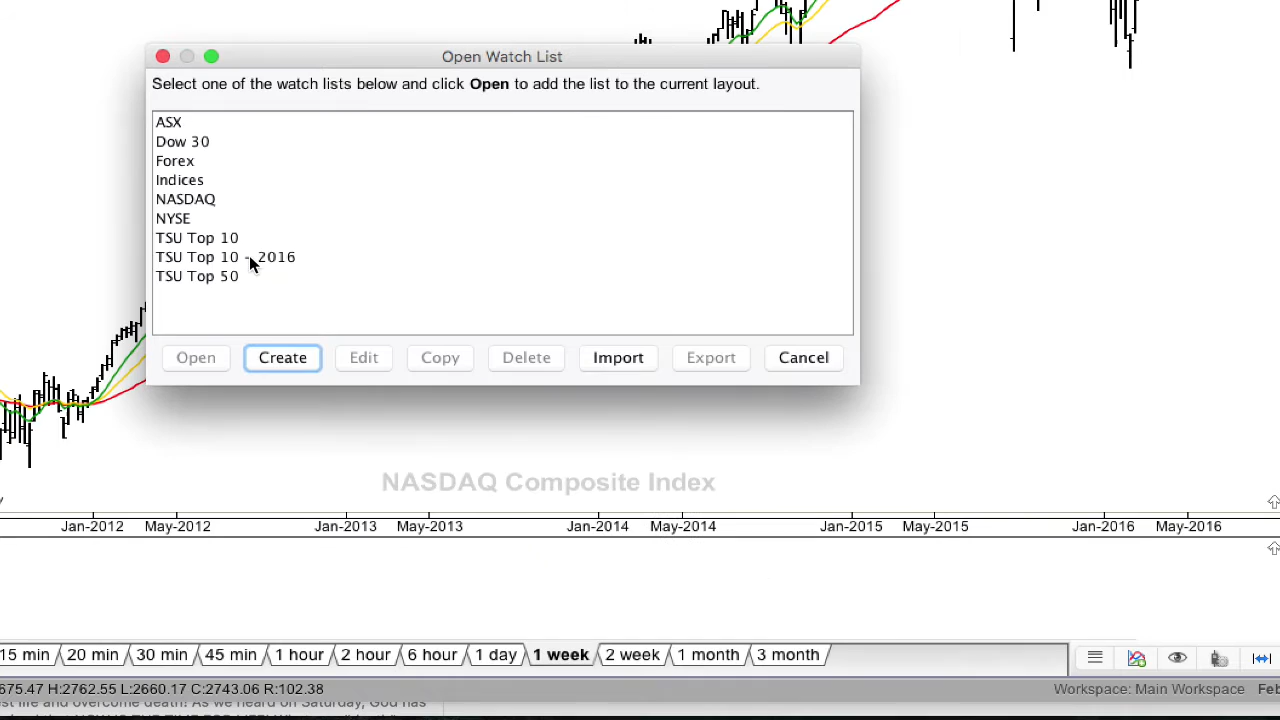 Open Watch List
Select one of the watch lists below and click Open to add the list to the current layout.
ASX
Dow 30
Forex
Indices
NASDAQ
NYSE
TSU Top 10
TSU Top 10 - 2016
TSU Top 50
Open Create Edit Copy Delete Import Export Cancel
NASDAQ Composite Index
Jan-2012 May-2012 Jan-2013 May-2013 Jan-2014 May-2014 Jan-2015 May-2015 Jan-2016 May-2016
15 min 20 min 30 min 45 min 1 hour 2 hour 6 hour 1 day 1 week 2 week 1 month 3 month
675.47 H:2762.55 L:2660.17 C:2743.06 R:102.38 Workspace: Main Workspace Feb